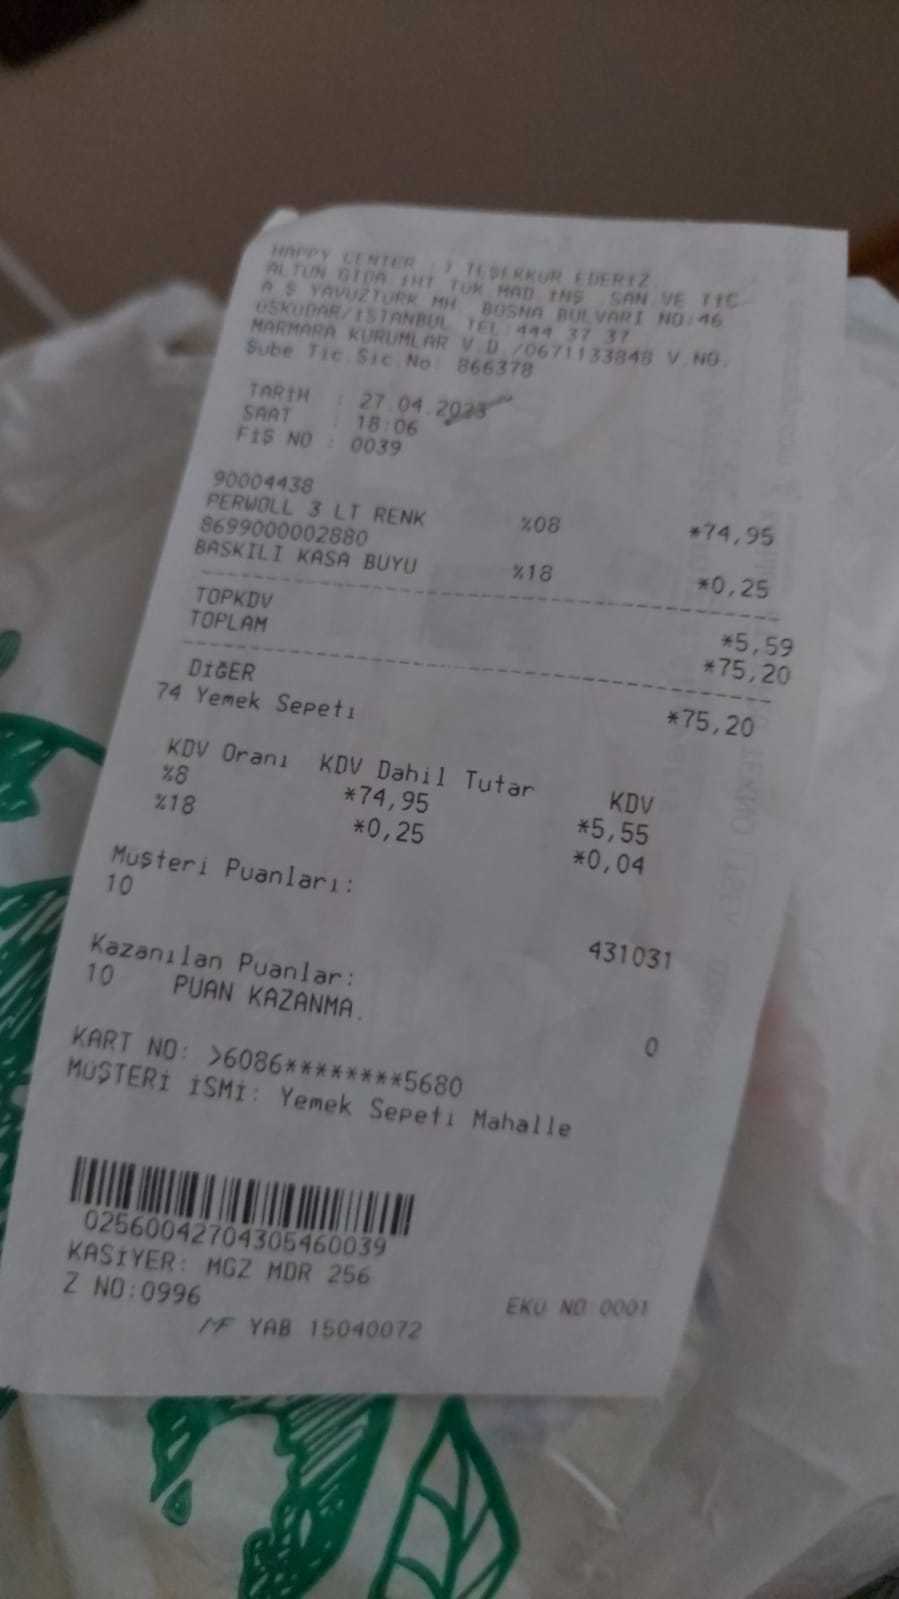 HAPPY CENTER :) TEŞEKKÜR EDERİZ
ALTUN GIDA İHT TÜK MAD İNŞ SAN VE TİC
A.Ş YAVUZTÜRK MH. BOSNA BULVARI NO:46
ÜSKÜDAR/İSTANBUL TEL:444 37 37
MARMARA KURUMLAR V.D./0671133848 V.NO.
Şube Tic.Sic.No: 866378
TARİH : 27.04.2023
SAAT : 18:06
FİŞ NO : 0039
90004438
PERWOLL 3 LT RENK %08 *74,95
8699000002880
BASKILI KASA BUYU %18 *0,25
TOPKDV *5,59
TOPLAM *75,20
DİĞER
74 Yemek Sepeti *75,20
KDV Oranı KDV Dahil Tutar KDV
%8 *74,95 *5,55
%18 *0,25 *0,04
Müşteri Puanları:
10 431031
Kazanılan Puanlar:
10 PUAN KAZANMA. 0
KART NO: >6086********5680
MÜŞTERİ İSMİ: Yemek Sepeti Mahalle
02560042704305460039
KASİYER: MGZ MDR 256
Z NO:0996 EKÜ NO:0001
MF YAB 15040072